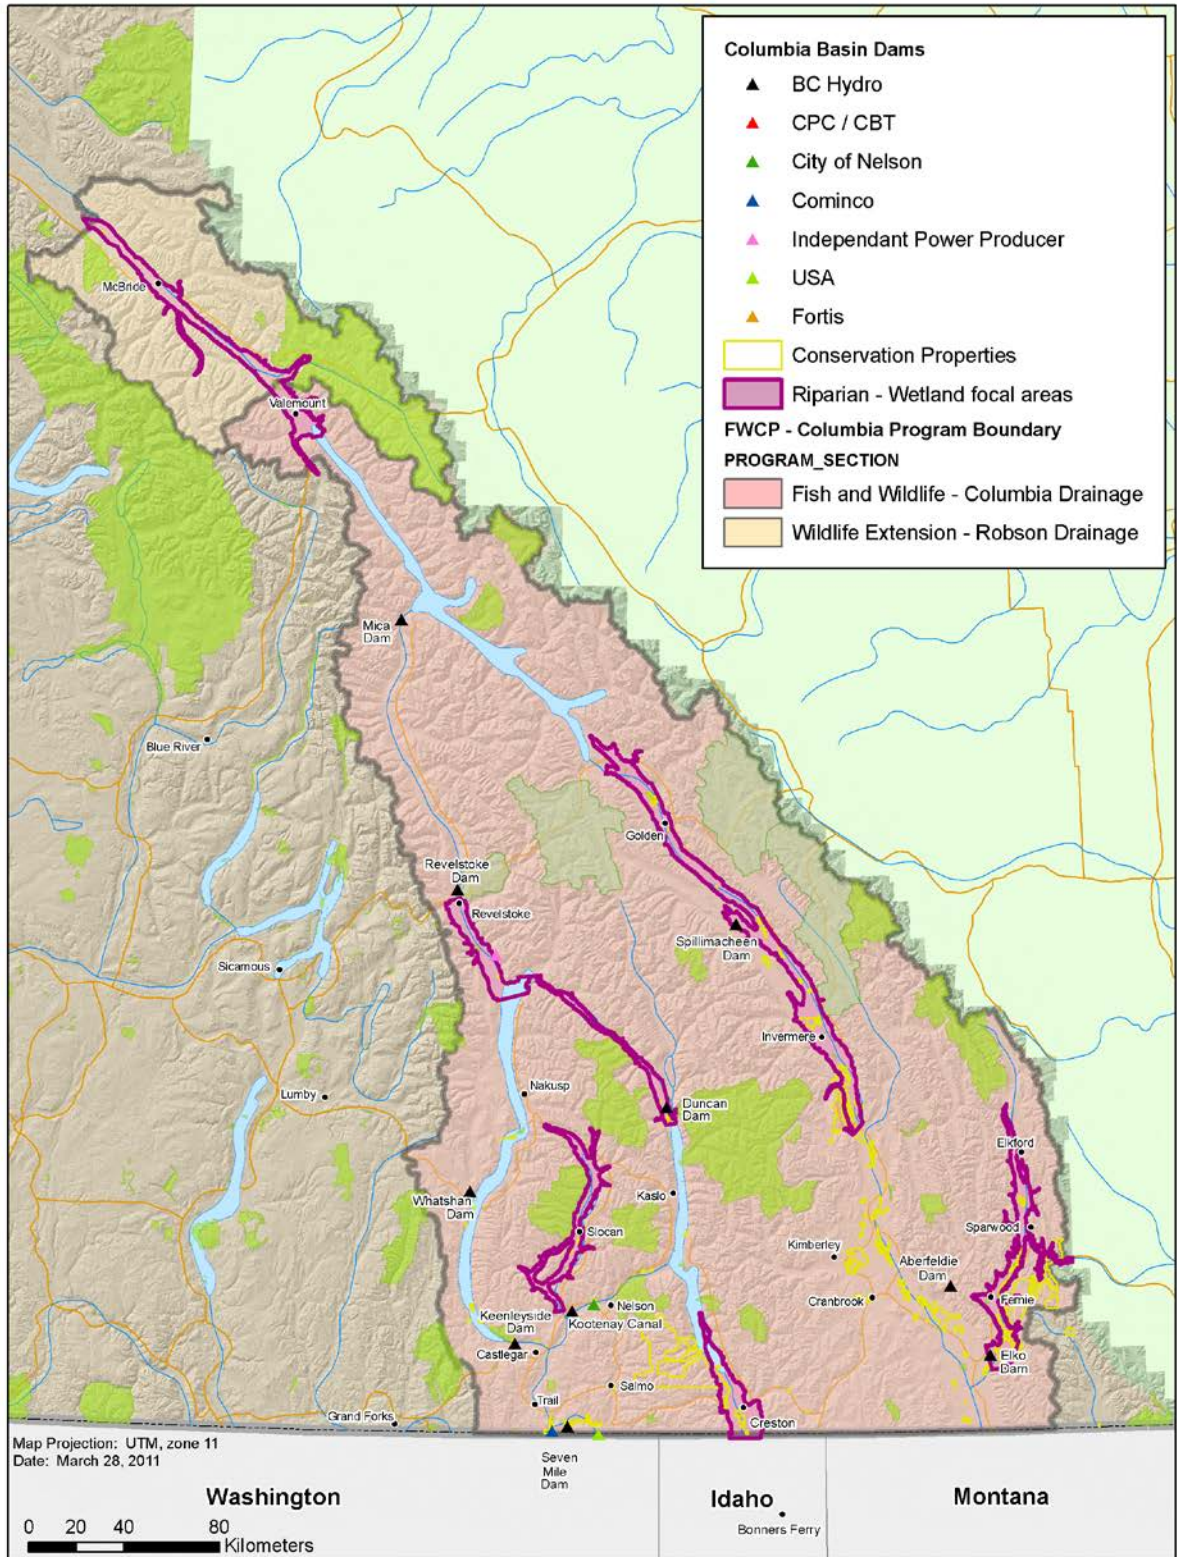 Columbia Basin Dams
BC Hydro
CPC / CBT
City of Nelson
Cominco
Independant Power Producer
USA
Fortis
Conservation Properties
Riparian - Wetland focal areas
FWCP - Columbia Program Boundary
PROGRAM_SECTION
Fish and Wildlife - Columbia Drainage
Wildlife Extension - Robson Drainage
McBride
Valemount
Mica
Dam
Blue River
Golden
Revelstoke
Dam
Revelstoke
Spillimacheen
Dam
Sicamous
Invermere
Nakusp
Lumby
Duncan
Dam
Elkford
Whatshan
Dam
Kaslo
Slocan
Sparwood
Kimberley
Aberfeldie
Dam
Cranbrook
Fernie
Nelson
Keenleyside
Dam
Kootenay Canal
Castlegar
Elko
Dam
Salmo
Trail
Creston
Grand Forks
Map Projection: UTM, zone 11
Date: March 28, 2011
Seven
Mile
Dam
Washington
Idaho
Montana
Bonners Ferry
0 20 40 80
Kilometers